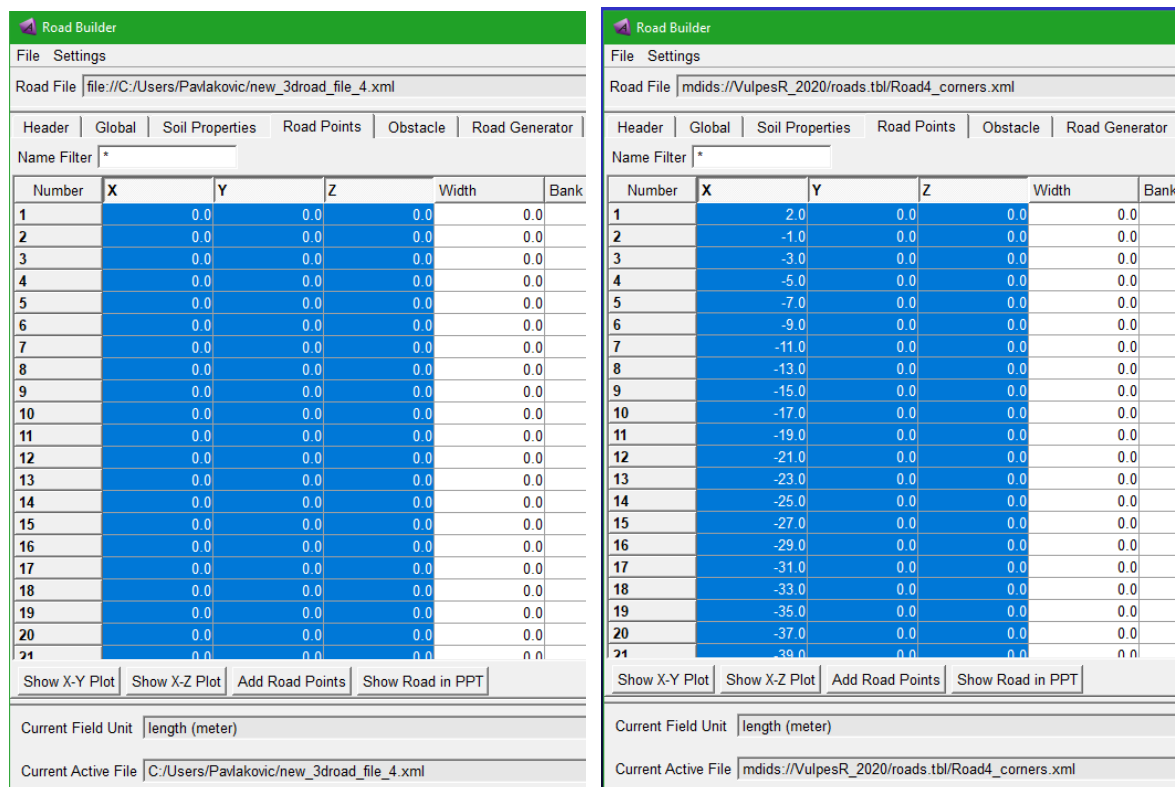 Road Builder
File Settings
Road File file://C:/Users/Pavlakovic/new_3droad_file_4.xml
Header Global Soil Properties Road Points Obstacle Road Generator
Name Filter *
Number X Y Z Width Bank
1 0.0 0.0 0.0 0.0
2 0.0 0.0 0.0 0.0
3 0.0 0.0 0.0 0.0
4 0.0 0.0 0.0 0.0
5 0.0 0.0 0.0 0.0
6 0.0 0.0 0.0 0.0
7 0.0 0.0 0.0 0.0
8 0.0 0.0 0.0 0.0
9 0.0 0.0 0.0 0.0
10 0.0 0.0 0.0 0.0
11 0.0 0.0 0.0 0.0
12 0.0 0.0 0.0 0.0
13 0.0 0.0 0.0 0.0
14 0.0 0.0 0.0 0.0
15 0.0 0.0 0.0 0.0
16 0.0 0.0 0.0 0.0
17 0.0 0.0 0.0 0.0
18 0.0 0.0 0.0 0.0
19 0.0 0.0 0.0 0.0
20 0.0 0.0 0.0 0.0
21 0.0 0.0 0.0 0.0
Show X-Y Plot Show X-Z Plot Add Road Points Show Road in PPT
Current Field Unit length (meter)
Current Active File C:/Users/Pavlakovic/new_3droad_file_4.xml
Road Builder
File Settings
Road File mdids://VulpesR_2020/roads.tbl/Road4_corners.xml
Header Global Soil Properties Road Points Obstacle Road Generator
Name Filter *
Number X Y Z Width Bank
1 2.0 0.0 0.0 0.0
2 -1.0 0.0 0.0 0.0
3 -3.0 0.0 0.0 0.0
4 -5.0 0.0 0.0 0.0
5 -7.0 0.0 0.0 0.0
6 -9.0 0.0 0.0 0.0
7 -11.0 0.0 0.0 0.0
8 -13.0 0.0 0.0 0.0
9 -15.0 0.0 0.0 0.0
10 -17.0 0.0 0.0 0.0
11 -19.0 0.0 0.0 0.0
12 -21.0 0.0 0.0 0.0
13 -23.0 0.0 0.0 0.0
14 -25.0 0.0 0.0 0.0
15 -27.0 0.0 0.0 0.0
16 -29.0 0.0 0.0 0.0
17 -31.0 0.0 0.0 0.0
18 -33.0 0.0 0.0 0.0
19 -35.0 0.0 0.0 0.0
20 -37.0 0.0 0.0 0.0
21 -39.0 0.0 0.0 0.0
Show X-Y Plot Show X-Z Plot Add Road Points Show Road in PPT
Current Field Unit length (meter)
Current Active File mdids://VulpesR_2020/roads.tbl/Road4_corners.xml